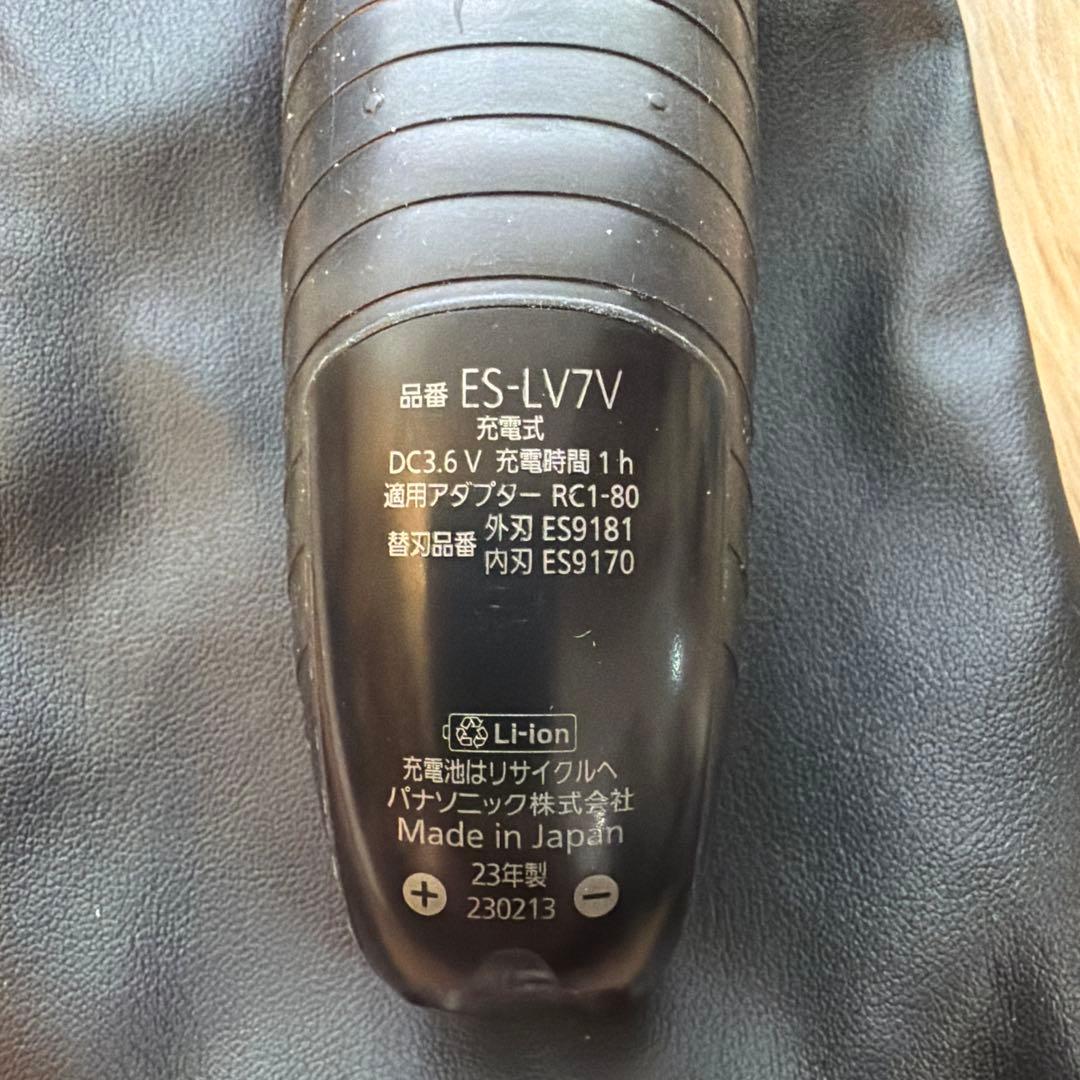 品番 ES-LV7V
充電式
DC3.6 V 充電時間 1 h
適用アダプター RC1-80
替刃品番 外刃 ES9181
内刃 ES9170
Li-ion
充電池はリサイクルへ
パナソニック株式会社
Made in Japan
23年製
+ 230213 −